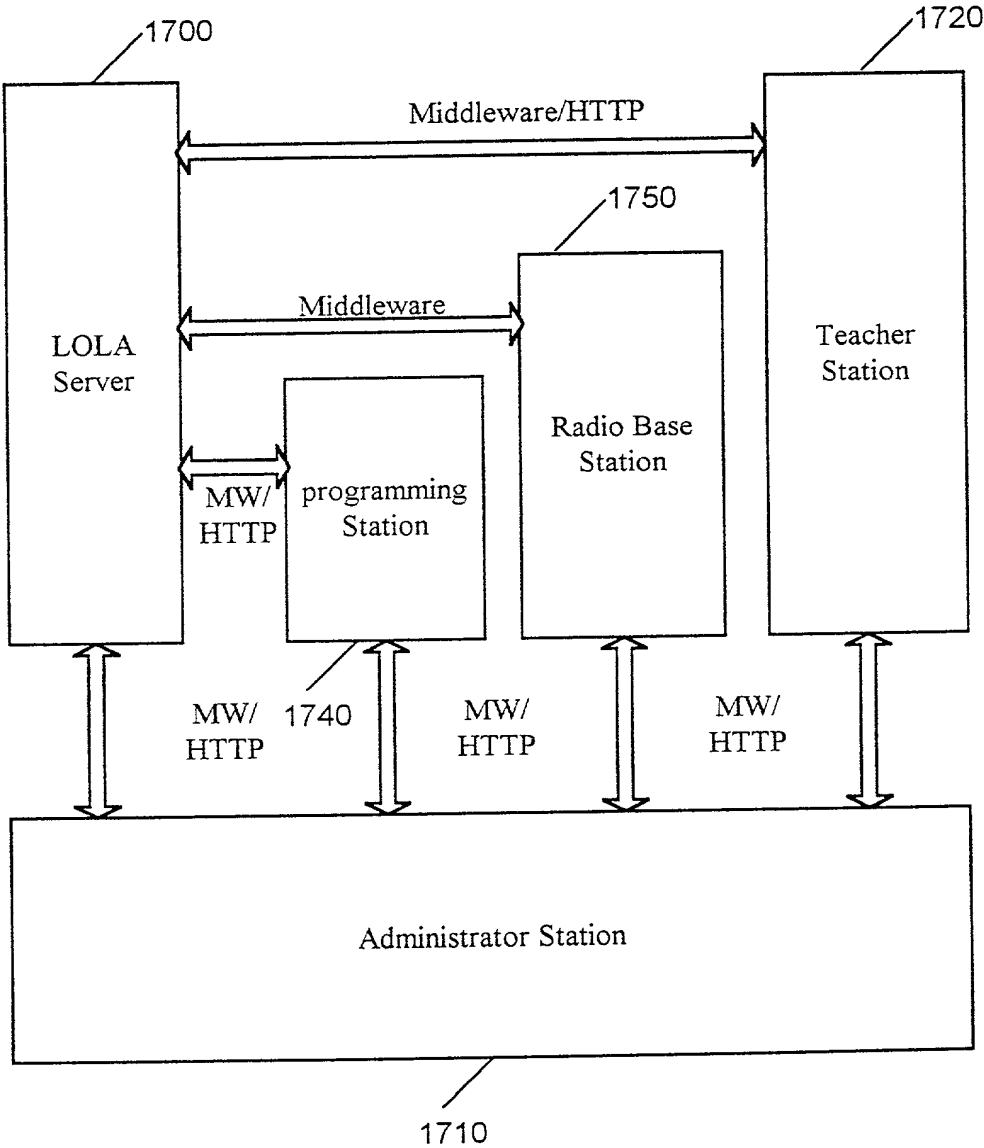 1700
1720
Middleware/HTTP
1750
Middleware
LOLA
Server
Teacher
Station
Radio Base
Station
programming
Station
MW/
HTTP
1740
MW/
HTTP
MW/
HTTP
MW/
HTTP
Administrator Station
1710